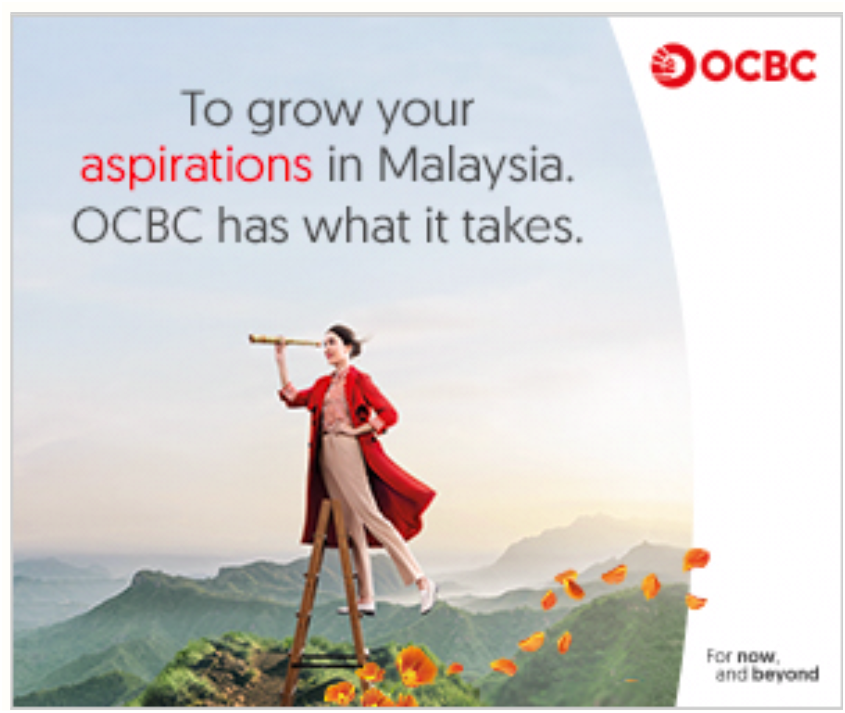 OCBC
To grow your
aspirations in Malaysia.
OCBC has what it takes.
For now,
and beyond